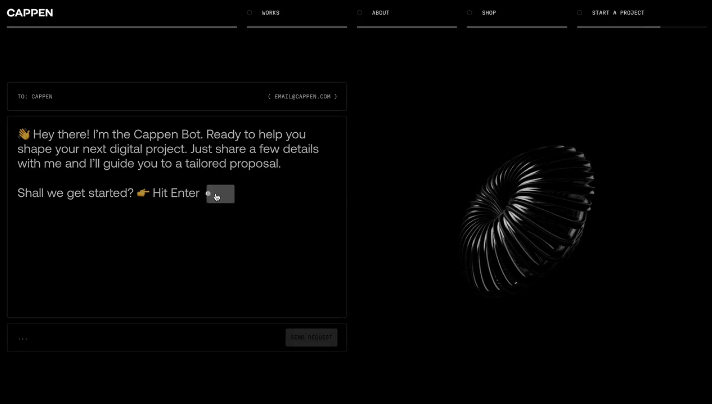 CAPPEN
WORKS
ABOUT
SHOP
START A PROJECT
TO: CAPPEN
( EMAIL@CAPPEN.COM )
👋 Hey there! I'm the Cappen Bot. Ready to help you
shape your next digital project. Just share a few details
with me and I'll guide you to a tailored proposal.
Shall we get started? 👉 Hit Enter
...
SEND REQUEST